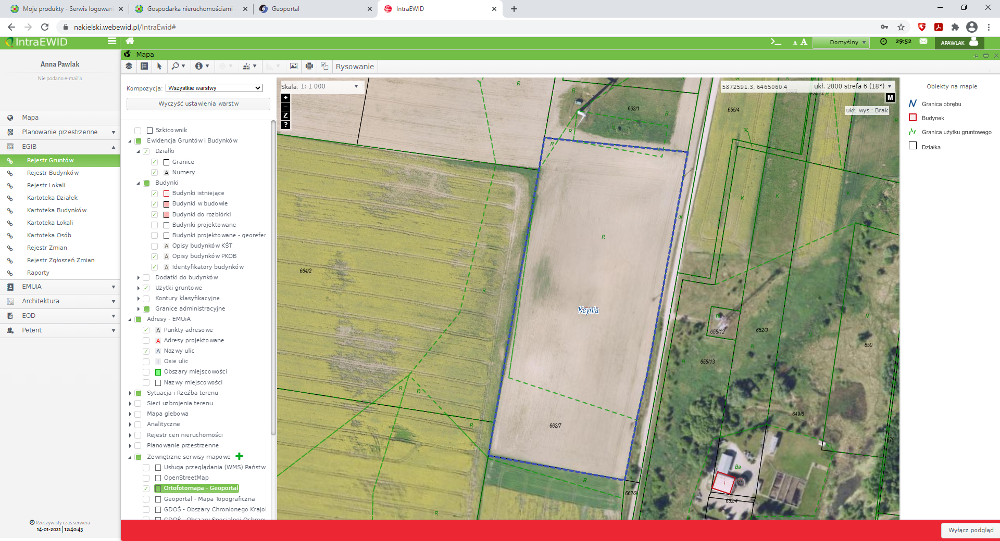 Moje produkty - Serwis logowani
Gospodarka nieruchomościami -
Geoportal
IntraEWID
nakielski.webewid.pl/IntraEwid#
IntraEWID
Domyślny
29:52
APAWLAK
Anna Pawlak
Nie podano e-mail'a
Mapa
Planowanie przestrzenne
EGiB
Rejestr Gruntów
Rejestr Budynków
Rejestr Lokali
Kartoteka Działek
Kartoteka Budynków
Kartoteka Lokali
Kartoteka Osób
Rejestr Zmian
Rejestr Zgłoszeń Zmian
Raporty
EMUiA
Architektura
EOD
Petent
Rzeczywisty czas serwera
14-01-2021 | 12:40:43
Mapa
Rysowanie
Kompozycja: Wszystkie warstwy
Wyczyść ustawienia warstw
Szkicownik
Ewidencja Gruntów i Budynków
Działki
Granice
A Numery
Budynki
Budynki istniejące
Budynki w budowie
Budynki do rozbiórki
Budynki projektowane
Budynki projektowane - georefer
A Opisy budynków KŚT
A Opisy budynków PKOB
A Identyfikatory budynków
Dodatki do budynków
Użytki gruntowe
Kontury klasyfikacyjne
Granice administracyjne
Adresy - EMUiA
A Punkty adresowe
A Adresy projektowane
A Nazwy ulic
Osie ulic
Obszary miejscowości
Nazwy miejscowości
Sytuacja i Rzeźba terenu
Sieci uzbrojenia terenu
Mapa glebowa
Analityczne
Rejestr cen nieruchomości
Planowanie przestrzenne
Zewnętrzne serwisy mapowe
Usługa przeglądania (WMS) Państw
OpenStreetMap
Ortofotomapa - Geoportal
Geoportal - Mapa Topograficzna
GDOŚ - Obszary Chronionego Krajo
GDOŚ - Obszary Specjalnej Ochrony
Skala: 1: 1 000
+
−
Z
?
5872591.3, 6465060.4
ukł. 2000 strefa 6 (18°)
M
ukł. wys.: Brak
R
R
R
662/1
R
655/4
R
R
R
N
dr
dr
K
K
K
R
664/2
R
Kcynia
Ba
655/12
652/3
N
N
N
650
655/13
N
R
R
R
662/7
649/6
679
Ba
R
662/9
652/4
R
Obiekty na mapie
Granica obrębu
Budynek
Granica użytku gruntowego
Działka
Wyłącz podgląd